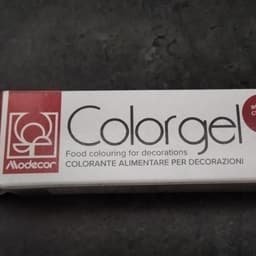 Colorgel
Food colouring for decorations
COLORANTE ALIMENTARE PER DECORAZIONI
Modecor